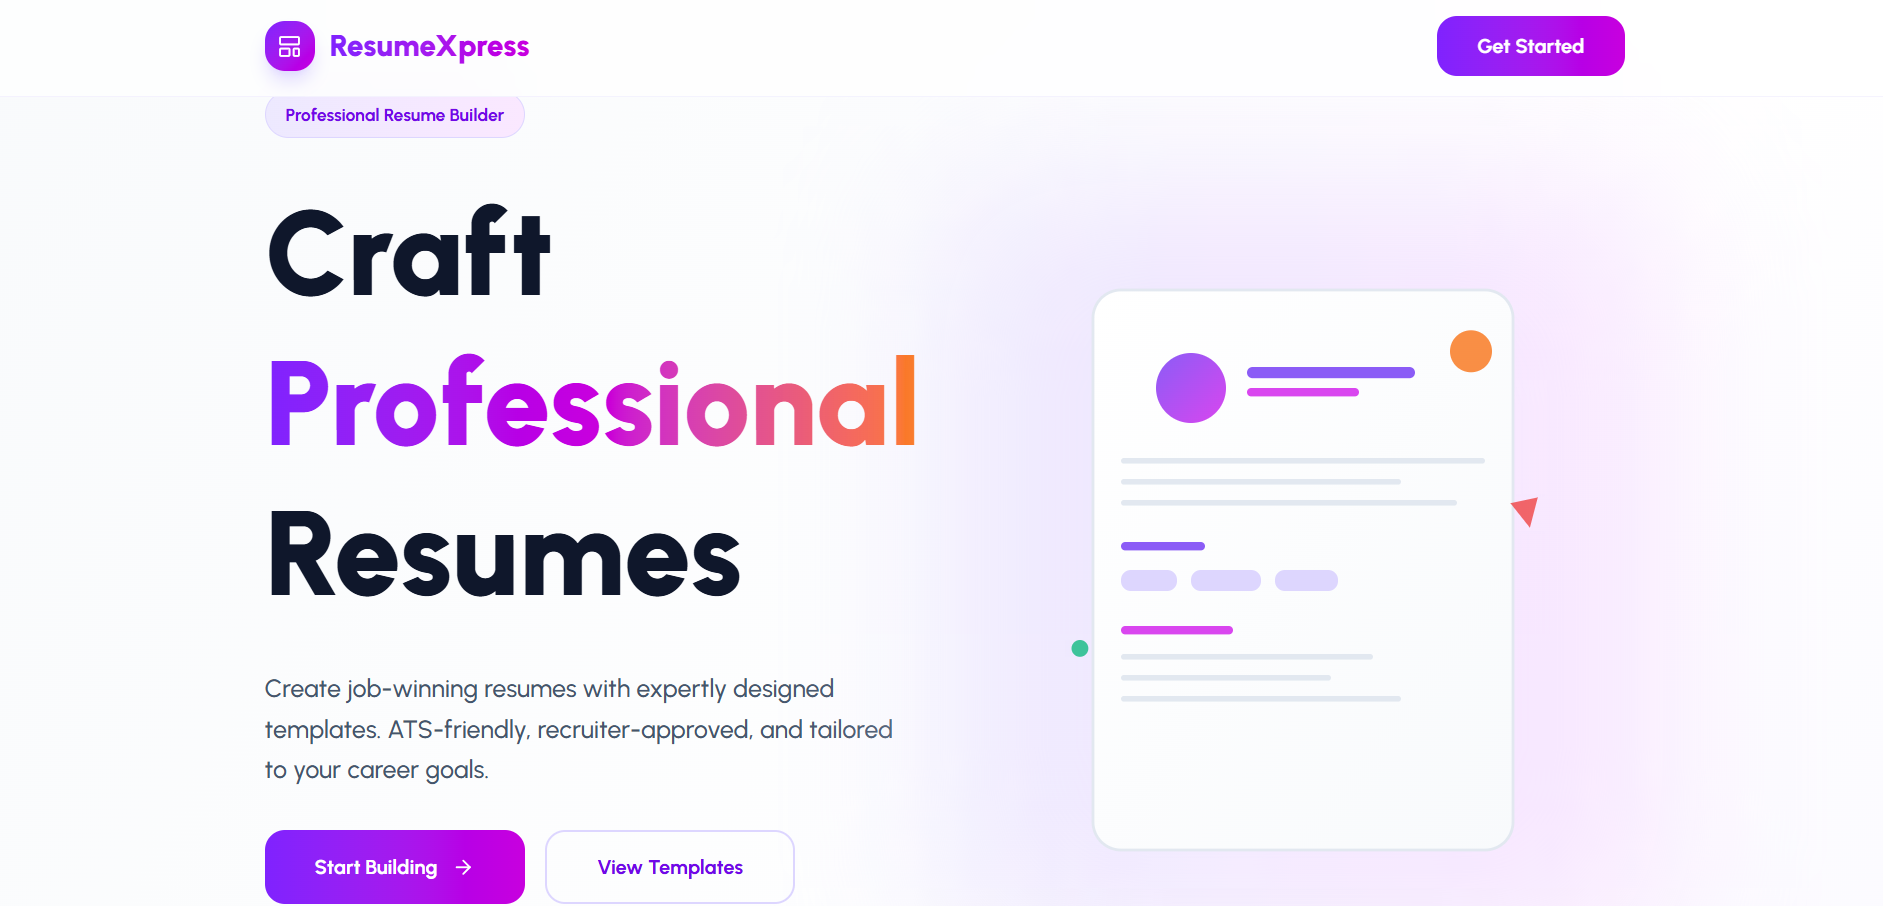 ResumeXpress
Get Started
Professional Resume Builder
Craft
Professional
Resumes
Create job-winning resumes with expertly designed
templates. ATS-friendly, recruiter-approved, and tailored
to your career goals.
Start Building
View Templates